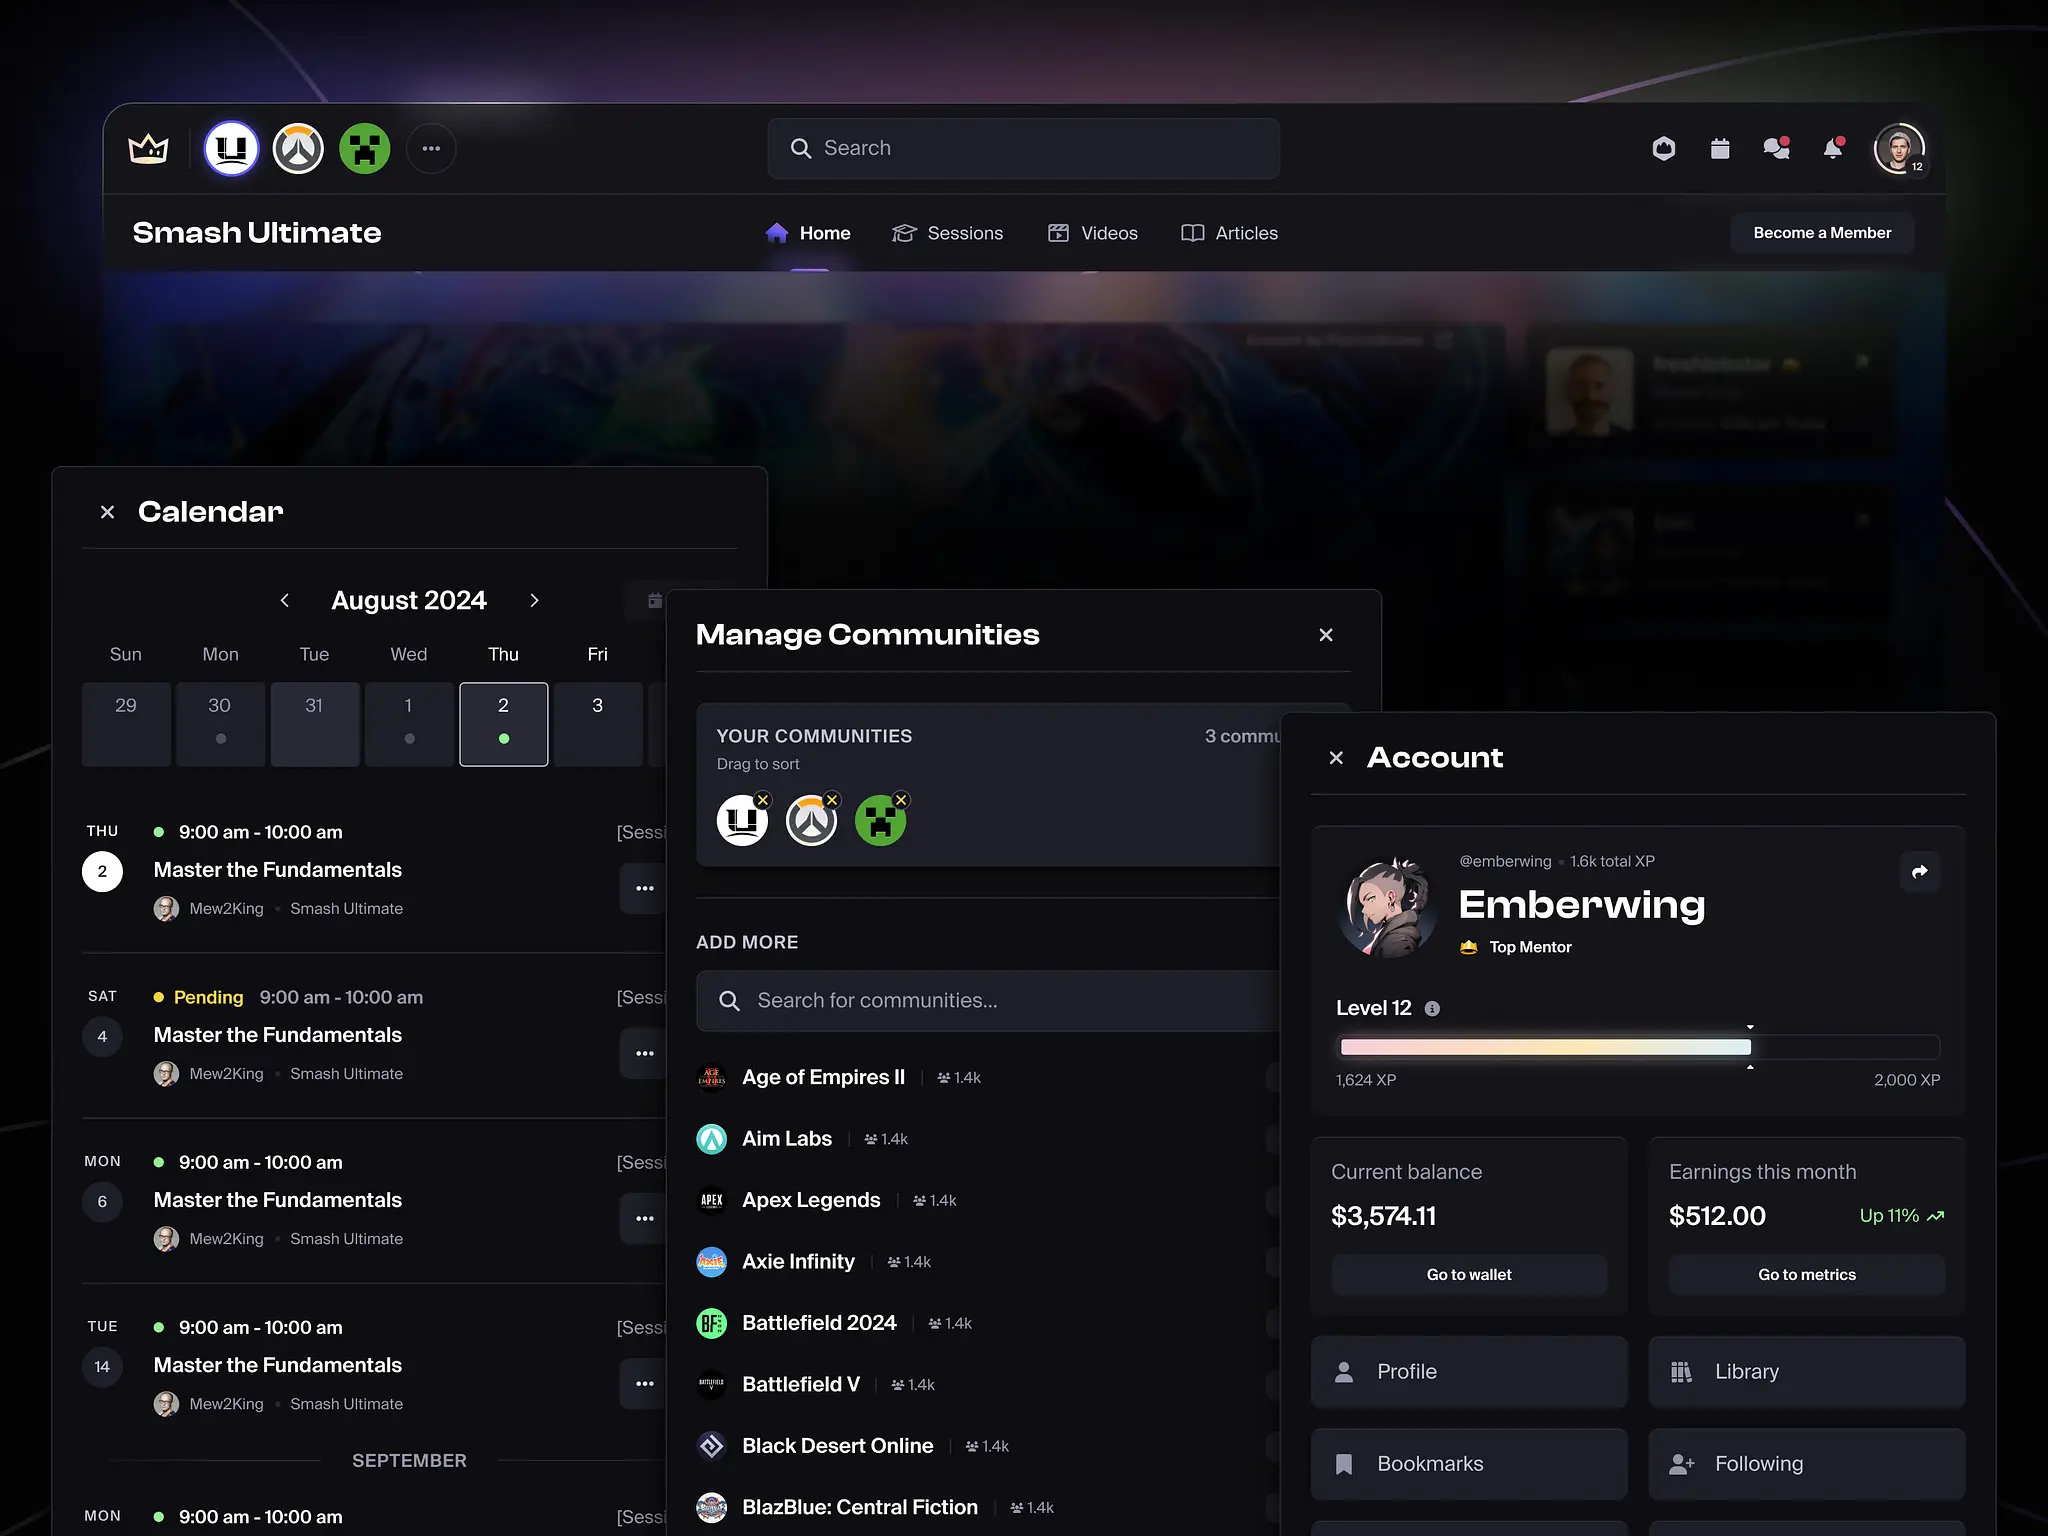 Search
12
Smash Ultimate
Home
Sessions
Videos
Articles
Become a Member
Calendar
August 2024
Sun Mon Tue Wed Thu Fri
29 30 31 1 2 3
THU
2
9:00 am - 10:00 am
[Sessi
Master the Fundamentals
Mew2King
Smash Ultimate
SAT
4
Pending 9:00 am - 10:00 am
[Sessi
Master the Fundamentals
Mew2King
Smash Ultimate
MON
6
9:00 am - 10:00 am
[Sessi
Master the Fundamentals
Mew2King
Smash Ultimate
TUE
14
9:00 am - 10:00 am
[Sessi
Master the Fundamentals
Mew2King
Smash Ultimate
SEPTEMBER
MON
9:00 am - 10:00 am
[Sessi
Manage Communities
YOUR COMMUNITIES
3 commu
Drag to sort
ADD MORE
Search for communities...
Age of Empires II 1.4k
Aim Labs 1.4k
APEX
Apex Legends 1.4k
Axie Infinity 1.4k
BF
Battlefield 2024 1.4k
Battlefield V 1.4k
Black Desert Online 1.4k
BlazBlue: Central Fiction 1.4k
Account
@emberwing 1.6k total XP
Emberwing
Top Mentor
Level 12
1,624 XP
2,000 XP
Current balance
$3,574.11
Go to wallet
Earnings this month
$512.00
Up 11%
Go to metrics
Profile
Library
Bookmarks
Following